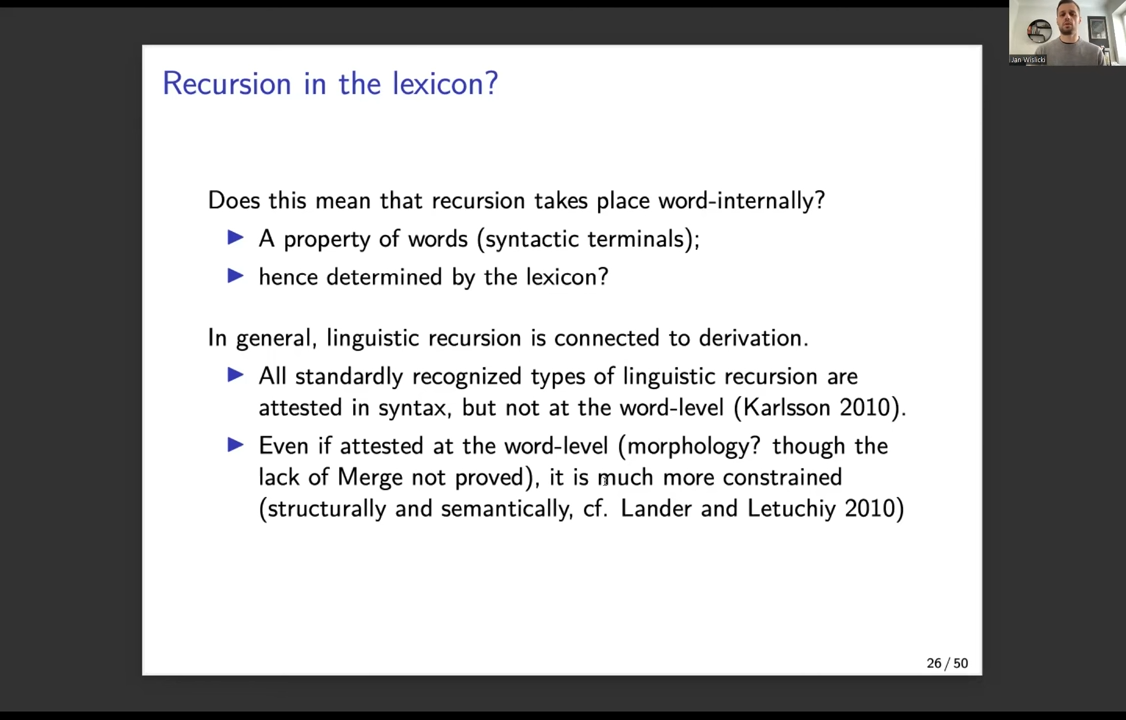 Jan Wislicki
Recursion in the lexicon?
Does this mean that recursion takes place word-internally?
▶ A property of words (syntactic terminals);
▶ hence determined by the lexicon?
In general, linguistic recursion is connected to derivation.
▶ All standardly recognized types of linguistic recursion are
attested in syntax, but not at the word-level (Karlsson 2010).
▶ Even if attested at the word-level (morphology? though the
lack of Merge not proved), it is much more constrained
(structurally and semantically, cf. Lander and Letuchiy 2010)
26 / 50